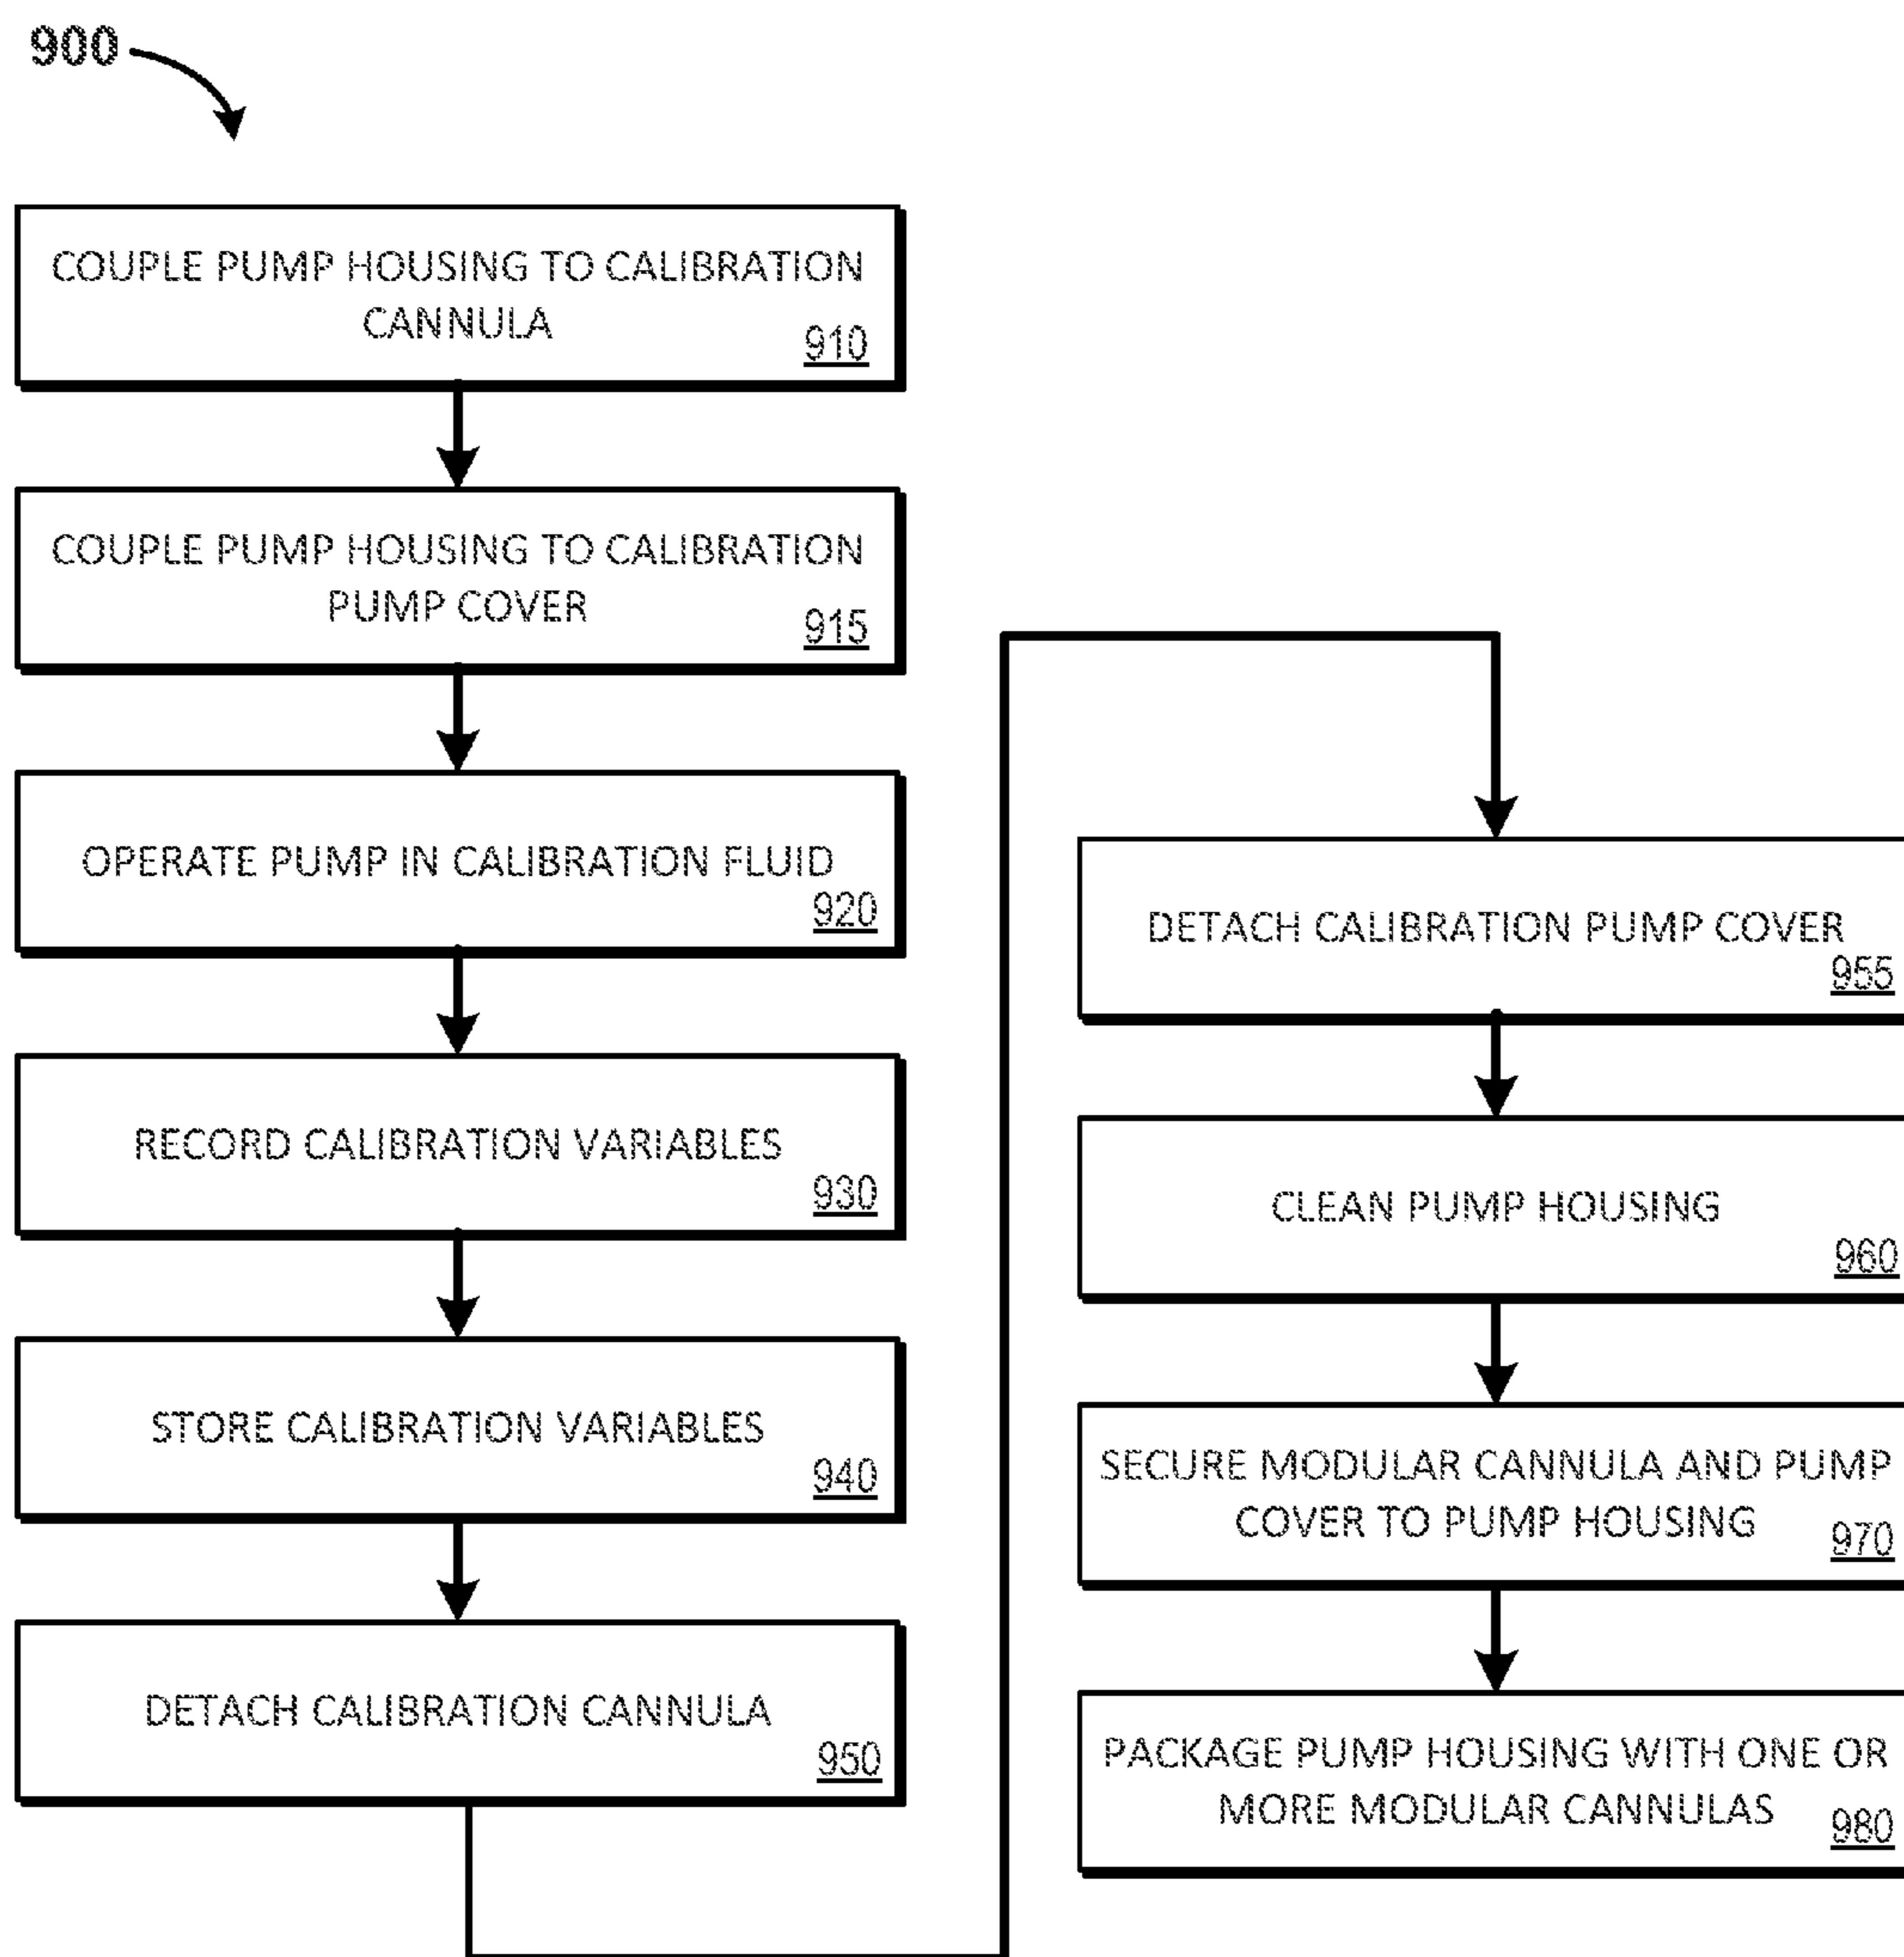 900
COUPLE PUMP HOUSING TO CALIBRATION
CANNULA
910
COUPLE PUMP HOUSING TO CALIBRATION
PUMP COVER
915
OPERATE PUMP IN CALIBRATION FLUID
920
RECORD CALIBRATION VARIABLES
930
STORE CALIBRATION VARIABLES
940
DETACH CALIBRATION CANNULA
950
DETACH CALIBRATION PUMP COVER
955
CLEAN PUMP HOUSING
960
SECURE MODULAR CANNULA AND PUMP
COVER TO PUMP HOUSING
970
PACKAGE PUMP HOUSING WITH ONE OR
MORE MODULAR CANNULAS
980